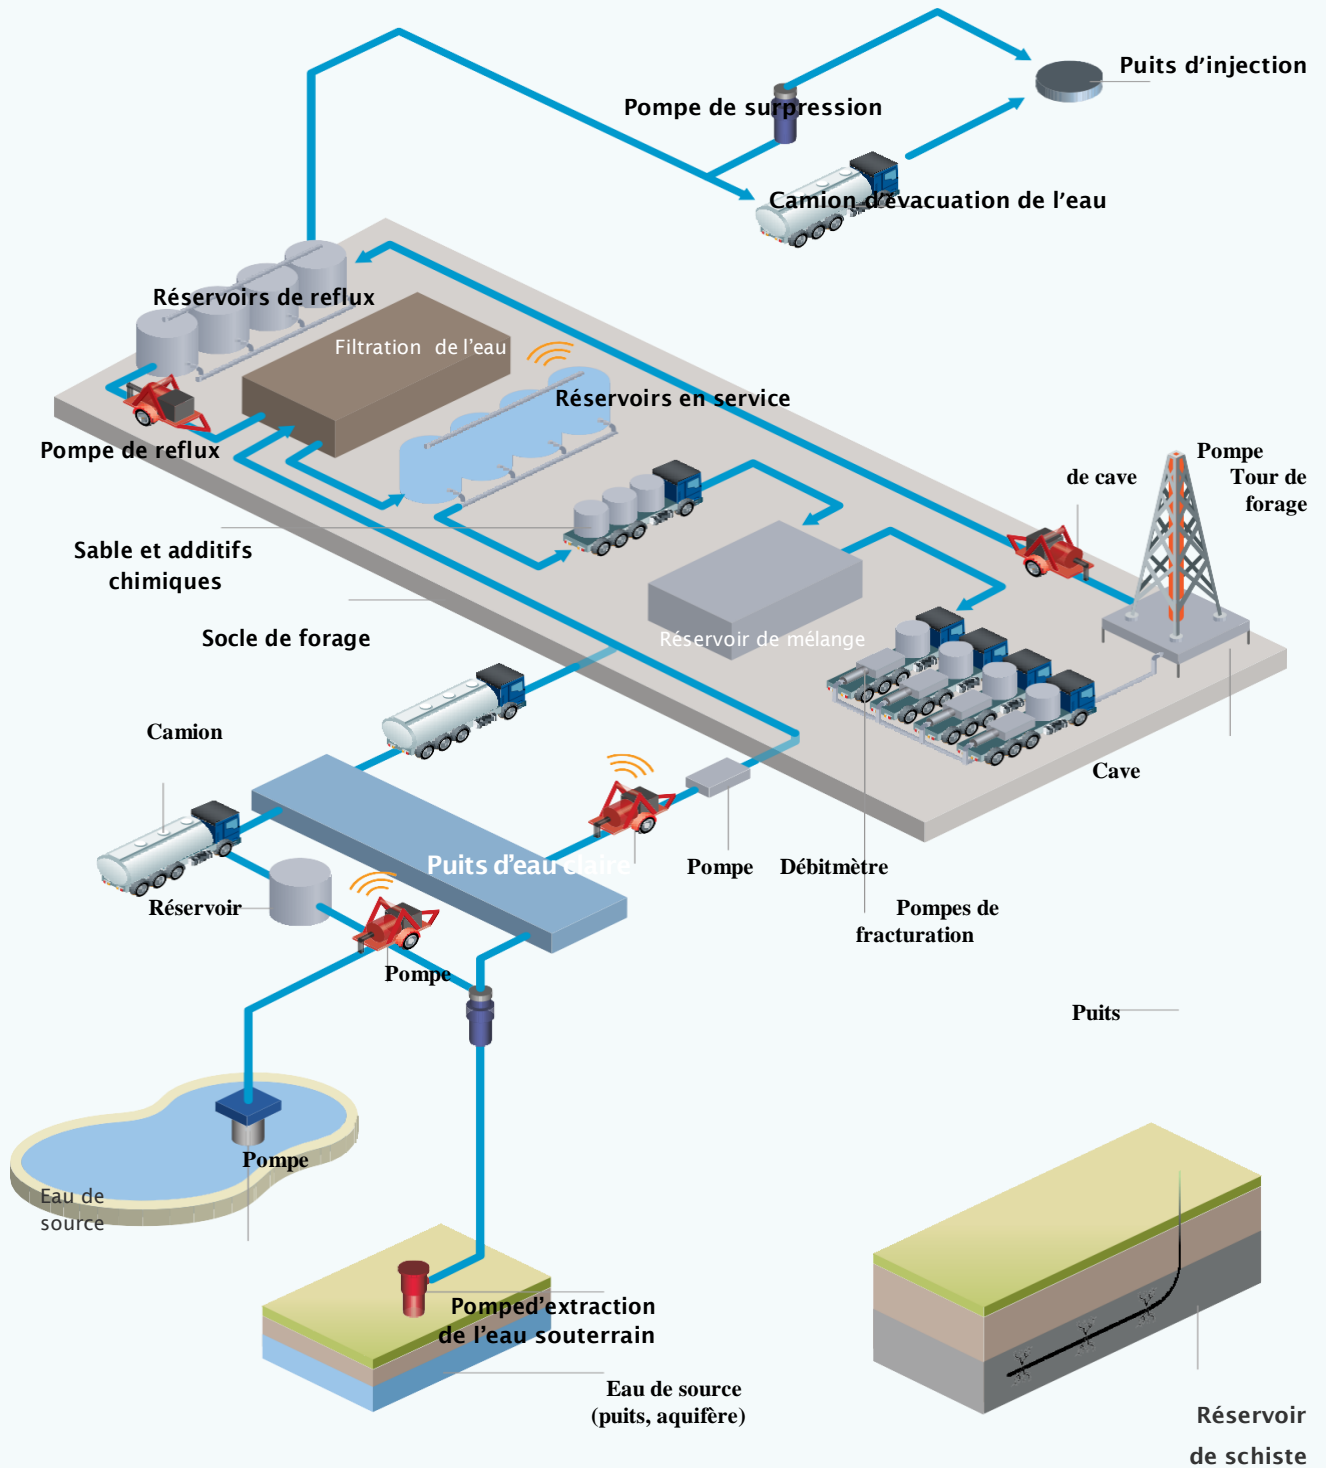 Puits d'injection
Pompe de surpression
Camion d'évacuation de l'eau
Réservoirs de reflux
Filtration de l'eau
Réservoirs en service
Pompe de reflux
Pompe
de cave Tour de
forage
Sable et additifs
chimiques
Socle de forage
Réservoir de mélange
Camion
Cave
Puits d'eau claire
Pompe
Débitmètre
Réservoir
Pompes de
fracturation
Pompe
Puits
Pompe
Eau de
source
Pomped'extraction
de l'eau souterrain
Eau de source
(puits, aquifère)
Réservoir
de schiste